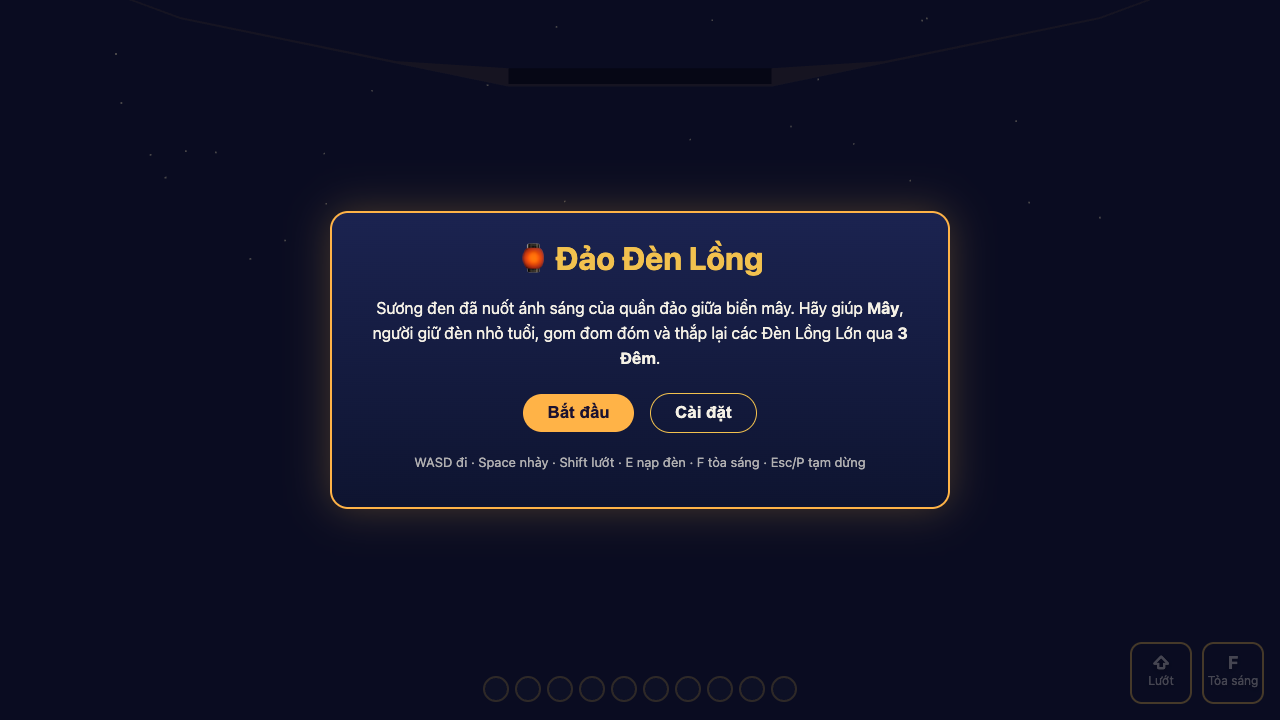 Đảo Đèn Lồng
Sương đen đã nuốt ánh sáng của quần đảo giữa biển mây. Hãy giúp Mây,
người giữ đèn nhỏ tuổi, gom đom đóm và thắp lại các Đèn Lồng Lớn qua 3
Đêm.
Bắt đầu
Cài đặt
WASD đi · Space nhảy · Shift lướt · E nạp đèn · F tỏa sáng · Esc/P tạm dừng
Lướt
F
Tỏa sáng